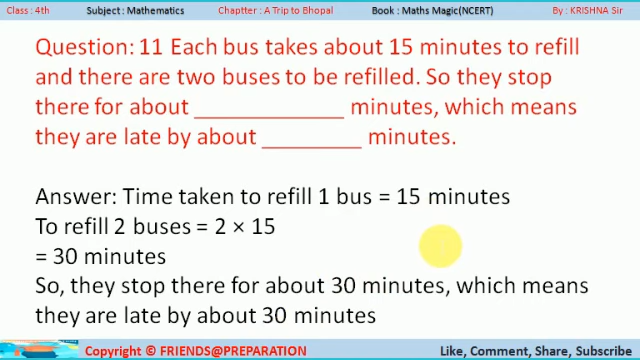 Class : 4th Subject : Mathematics Chaptter : A Trip to Bhopal Book : Maths Magic(NCERT) By : KRISHNA Sir
Question: 11 Each bus takes about 15 minutes to refill
and there are two buses to be refilled. So they stop
there for about ______________ minutes, which means
they are late by about _________ minutes.
Answer: Time taken to refill 1 bus = 15 minutes
To refill 2 buses = 2 × 15
= 30 minutes
So, they stop there for about 30 minutes, which means
they are late by about 30 minutes
Copyright © FRIENDS@PREPARATION Like, Comment, Share, Subscribe